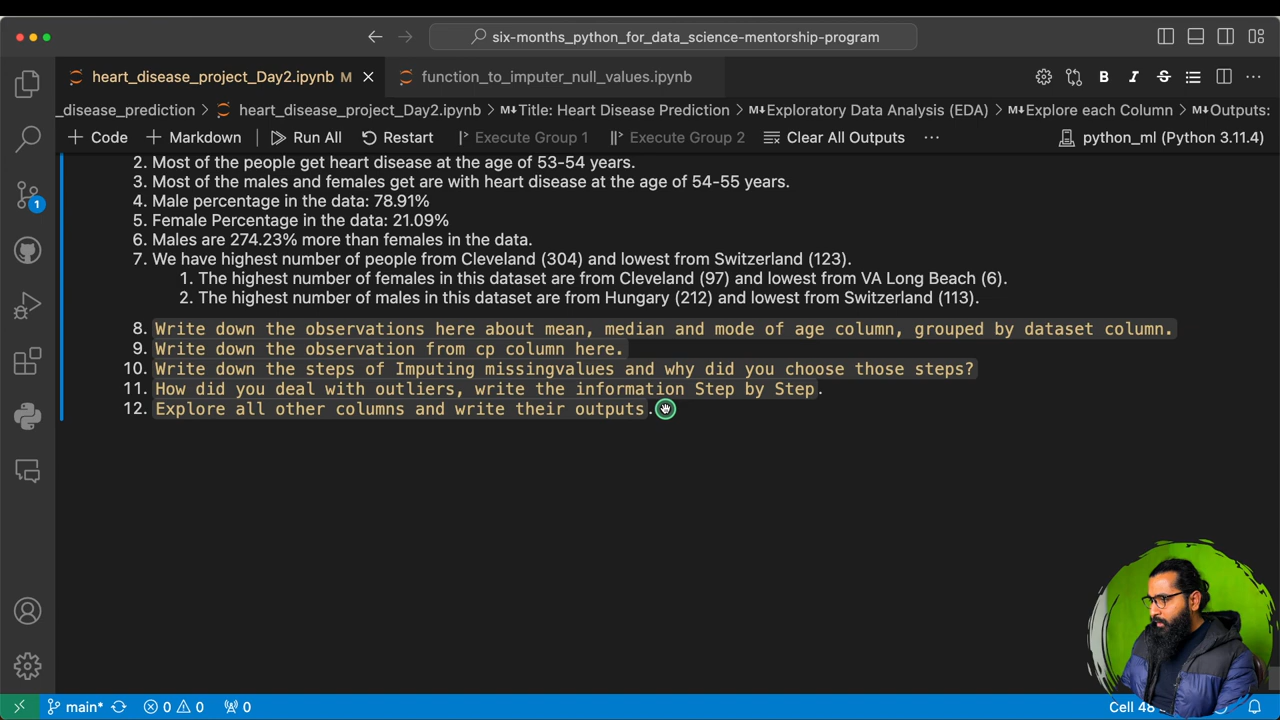 six-months_python_for_data_science-mentorship-program
heart_disease_project_Day2.ipynb M
function_to_imputer_null_values.ipynb
_disease_prediction > heart_disease_project_Day2.ipynb > M↓Title: Heart Disease Prediction > M↓Exploratory Data Analysis (EDA) > M↓Explore each Column > M↓Outputs:
+ Code + Markdown Run All Restart Execute Group 1 Execute Group 2 Clear All Outputs ... python_ml (Python 3.11.4)
2. Most of the people get heart disease at the age of 53-54 years.
3. Most of the males and females get are with heart disease at the age of 54-55 years.
4. Male percentage in the data: 78.91%
5. Female Percentage in the data: 21.09%
6. Males are 274.23% more than females in the data.
7. We have highest number of people from Cleveland (304) and lowest from Switzerland (123).
1. The highest number of females in this dataset are from Cleveland (97) and lowest from VA Long Beach (6).
2. The highest number of males in this dataset are from Hungary (212) and lowest from Switzerland (113).
8. Write down the observations here about mean, median and mode of age column, grouped by dataset column.
9. Write down the observation from cp column here.
10. Write down the steps of Imputing missingvalues and why did you choose those steps?
11. How did you deal with outliers, write the information Step by Step.
12. Explore all other columns and write their outputs.
1
main* 0 0 0 Cell 48